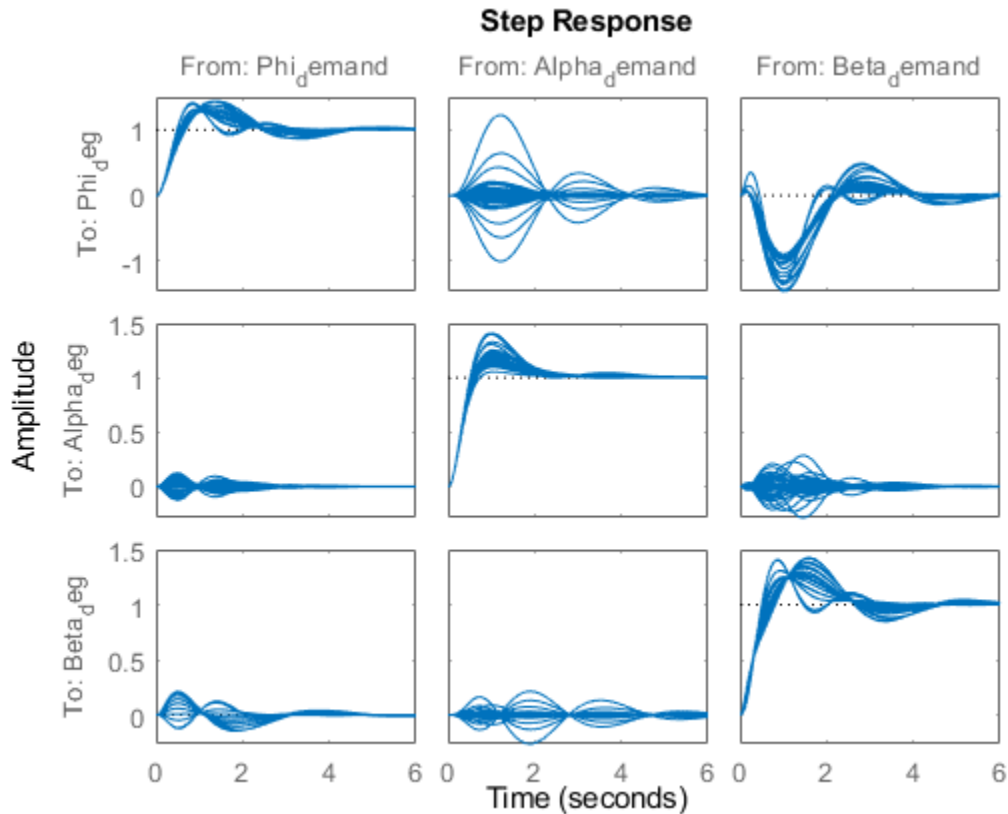 Step Response
From: Phi_demand From: Alpha_demand From: Beta_demand
To: Phi_deg
1
0
-1
Amplitude
To: Alpha_deg
1.5
1
0.5
0
To: Beta_deg
1.5
1
0.5
0
0 2 4 6 0 2 4 6 0 2 4 6
Time (seconds)